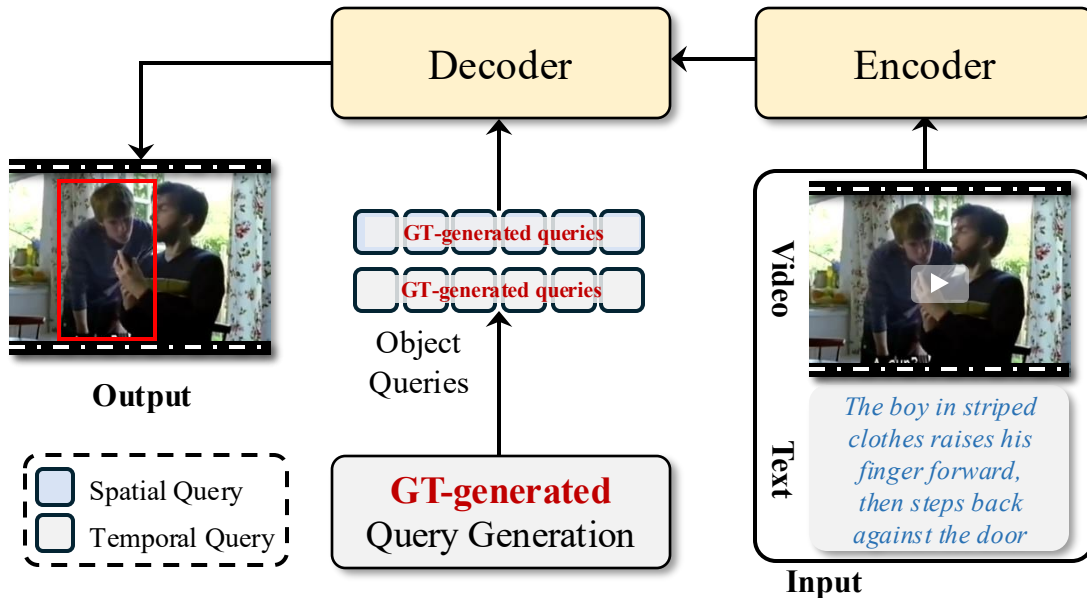 Decoder
Encoder
GT-generated queries
GT-generated queries
Object
Queries
Output
Spatial Query
Temporal Query
GT-generated
Query Generation
Video
Text
The boy in striped
clothes raises his
finger forward,
then steps back
against the door
Input